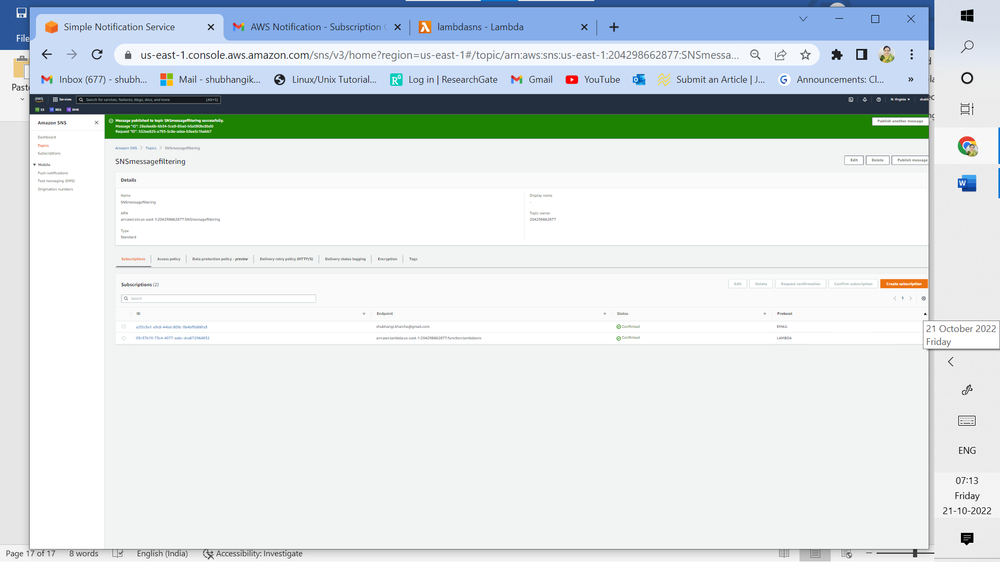 File
Paste
Simple Notification Service
AWS Notification - Subscription
lambdasns - Lambda
us-east-1.console.aws.amazon.com/sns/v3/home?region=us-east-1#/topic/arn:aws:sns:us-east-1:204298662877:SNSmessa...
Inbox (677) - shubh...
Mail - shubhangik...
Linux/Unix Tutorial...
Log in | ResearchGate
Gmail
YouTube
Submit an Article | J...
Announcements: Cl...
»
aws
Services
Search for services, features, blogs, docs, and more
[Alt+S]
N. Virginia
shubh
S3
RDS
EMR
Amazon SNS
Dashboard
Topics
Subscriptions
Mobile
Push notifications
Text messaging (SMS)
Origination numbers
Message published to topic SNSmessagefiltering successfully.
Message "ID": 28edee6b-6b34-5ce9-85ed-b5a090bc8bd0
Request "ID": 552ee825-a793-5c8e-adea-b3ee5c1bebb7
Publish another message
Amazon SNS
Topics
SNSmessagefiltering
SNSmessagefiltering
Edit
Delete
Publish message
Details
Name
SNSmessagefiltering
Display name
-
ARN
arn:aws:sns:us-east-1:204298662877:SNSmessagefiltering
Topic owner
204298662877
Type
Standard
Subscriptions
Access policy
Data protection policy - preview
Delivery retry policy (HTTP/S)
Delivery status logging
Encryption
Tags
Subscriptions (2)
Edit
Delete
Request confirmation
Confirm subscription
Create subscription
Search
1
ID
Endpoint
Status
Protocol
a2f2c9a1-e9c8-44bd-809c-9b4bf9d86fa3
shubhangi.kharche@gmail.com
Confirmed
EMAIL
03c37b19-73c4-4077-aabc-dca672964832
arn:aws:lambda:us-east-1:204298662877:function:lambdasns
Confirmed
LAMBDA
21 October 2022
Friday
ENG
07:13
Friday
21-10-2022
Page 17 of 17
8 words
English (India)
Accessibility: Investigate